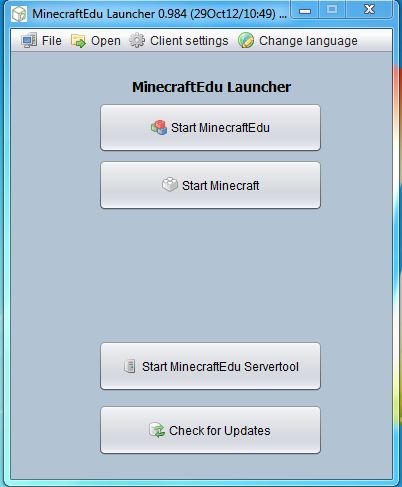 MinecraftEdu Launcher 0.984 (29Oct12/10:49) ...
File Open Client settings Change language
MinecraftEdu Launcher
Start MinecraftEdu
Start Minecraft
Start MinecraftEdu Servertool
Check for Updates